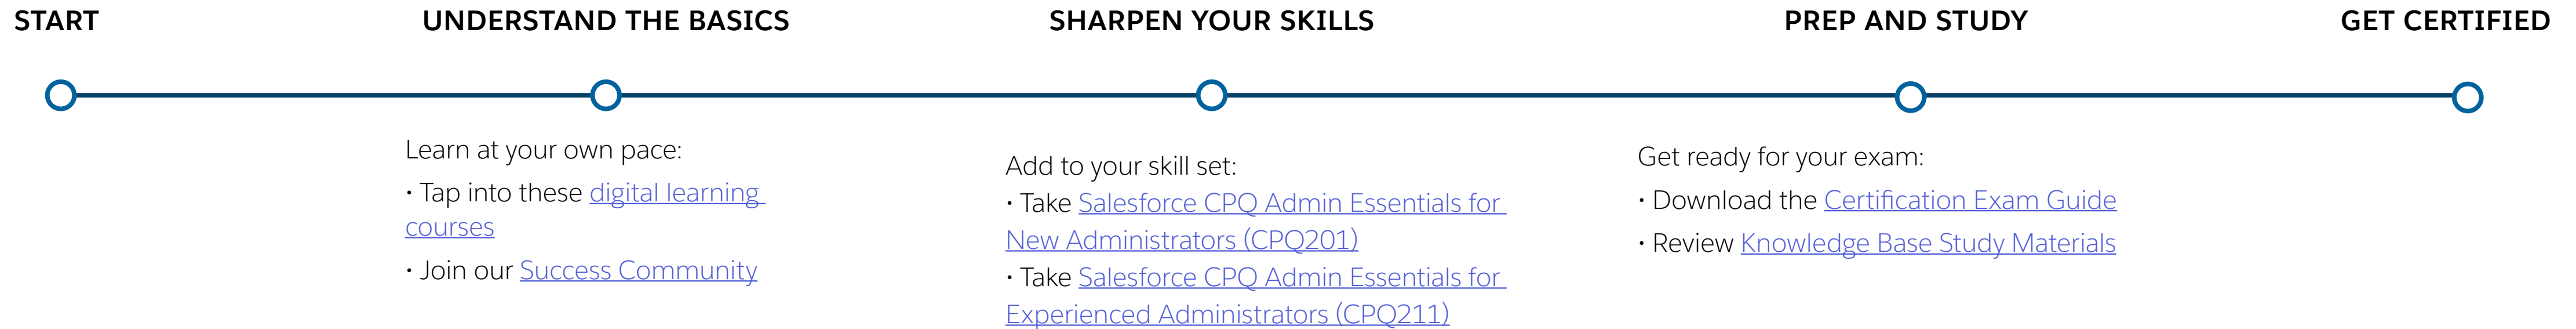 START
UNDERSTAND THE BASICS
SHARPEN YOUR SKILLS
PREP AND STUDY
GET CERTIFIED
Learn at your own pace:
• Tap into these digital learning
courses
• Join our Success Community
Add to your skill set:
• Take Salesforce CPQ Admin Essentials for
New Administrators (CPQ201)
• Take Salesforce CPQ Admin Essentials for
Experienced Administrators (CPQ211)
Get ready for your exam:
• Download the Certification Exam Guide
• Review Knowledge Base Study Materials